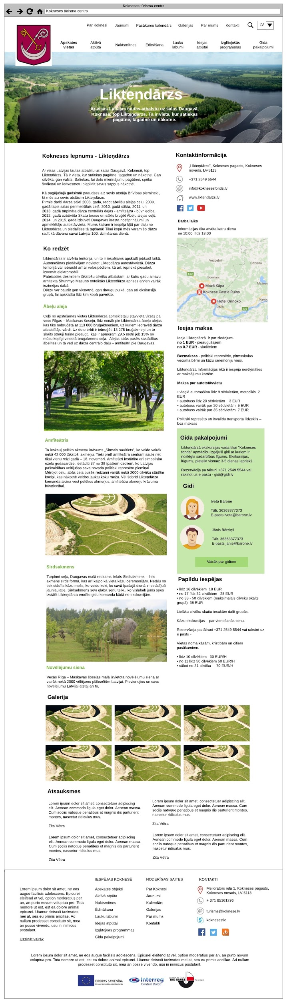 Kokneses tūrisma centrs
Kokneses tūrisma centrs
Par Koknesi Jaunumi Pasākumu kalendārs Galerijas Par mums Kontakti LV
Apskates vietas
Aktīvā atpūta
Naktsmītnes
Ēdināšana
Lauku labumi
Idejas atpūtai
Izglītojošās programmas
Gida pakalpojumi
Likteņdārzs
Ar visas Latvijas tautas atbalstu uz salas Daugavā,
Koknesē, top Likteņdārzs. Tā ir vieta, kur satiekas
pagātne, tagadne un nākotne.
Kokneses lepnums - Likteņdārzs
Ar visas Latvijas tautas atbalstu uz salas Daugavā, Koknesē, top
Likteņdārzs. Tā ir vieta, kur satiekas pagātne, tagadne un nākotne. Gan
cilvēka, gan valsts. Satiekas, lai dotu mierinājumu pagātnei, spēku
šodienai un iedvesmotu piepildīt savus sapņus nākotnē.
Kā pagājušajā gadsimtā paaudzes aiz sevis atstāja Brīvības pieminekli,
tā mēs aiz sevis atstāsim Likteņdārzu.
Pirmie darbi dārzā sākti 2008. gadā, radot ābelīšu alejas ceļu, 2009.
gadā tapis salas perimetrālais ceļš. 2010. gadā sākta, 2011. un
2013. gadā turpināta dārza centrālās daļas - amfiteātra - būvniecība.
2012. gadā uzbūvēta Skatu terase un sākts bruģēt Ābeļu alejas ceļš.
2014. un 2015. gadā izbūvēti Daugavas krasta nostiprinājumi un
apmeklētāju autostāvvieta. Mums katram ir iespēja kļūt par daļu no
Likteņdārza un piedalīties tā tapšanā! Tikai kopā mēs varam šo dārzu
radīt kā dāvanu savai Latvijai 100. dzimšanas dienā.
Ko redzēt
Likteņdārzs ir atvērta teritorija, un to ir iespējams apskatīt jebkurā laikā.
Automašīnas piedāvājam novietot Likteņdārza autostāvvietā. Dārza
teritorijā var iebraukt arī ar velosipēdiem, kā arī, iepriekš piesakot,
iznomāt elektromobili.
Pateicoties desmitiem tūkstošu cilvēku atbalstam, ar katru gadu ainavu
arhitekta Shunmyo Masuno noteiktās Likteņdārza aprises arvien vairāk
iezīmējas dabā.
Dārzu var baudīt gan vienatnē, gan draugu pulkā, gan arī ekskursijā
grupā, lai apskatītu līdz šim kopā paveikto.
Ābeļu aleja
Ceļš no apstāšanās vietās Likteņdārza apmeklētāju stāvvietā virzās pa
veco Rīgas – Maskavas šoseju, līdz nonāk pie Likteņdārza ābeļu alejas,
kas tiks nobruģēta ar 113 000 bruģakmeņiem, uz kuriem iegravēti dārza
atbalstītāju vārdi. Uz doto brīdi ir iebruģēti 13 275 bruģakmeņi un to
skaits strauji turina pieaugt, kas ir apmēram 29.5 metri jeb 15% no
mūsu kopīgi veidotā bruģakmens ceļa. Alejas abās pusēs sastādītas
ābelītes un tā ved uz dārza centrālo daļu – amfiteātri pie Daugavas.
Amfiteātris
To ieskauj pelēko akmeņu krāvums „Sirmais saulriets”, ko veido vairāk
nekā 42 000 tūkstoši akmeņu. Tieši pretī amfiteātra centram saule riet
tikai vienu reizi gadā – 18. novembrī. Amfiteātrī iestādīta arī simboliska
ozolu godasardze, iestādīti 37 no 39 īpašiem ozoliem, ko Latvijas
pašvaldības veltījušas sava novada politiski represēto piemiņai.
Mērojot ceļu, abās ceļa pusēs redzami vairāk nekā 2000 cilvēku stādītie
kociņi, kas nākotnē veidos jauktu koku mežu. Vēl šobrīd Likteņdārza
komanda aicina vest pelēkos akmeņus, amfiteātra akmeņu krāvuma
būvniecībai.
Sirdsakmens
Turpinot ceļu, Daugavas malā redzams lielais Sirdsakmens – liels
akmens sirds formā, kas arī kalpo kā vieta kāzu ceremonijām. Netālu no
tiek stādīts kāzu mežs, ko veido koki, ko savā īpašajā dienā ir iestādījuši
jaunlaulātie. Sirdsakmens sevī glabā senu teiku, ko vislabāk jums spēs
izstātīt Likteņdārza erudīto gidu komanda kādā no ekskursijām.
Novēlējumu siena
Vecās Rīga – Maskavas šosejas malā izvietota novēlējumu siena ar
vairāk nekā 2000 vēlējumu plāksnītēm Latvijai. Pievienojies un savu
novēlējumu Latvijai atstāj arī tu.
Kontaktinformācija
„Likteņdārzs”, Kokneses pagasts, Kokneses
novads, LV-5113
+371 2549 5544
info@koknesesfonds.lv
www.liktendarzs.lv
Darba laiks
Informācijas ēka atvēta katru dienu
no 10:00 līdz 18:00
Vecbebri
Odziena
E22
Bormani
Mazā Kāpa
Mežeze
Koknese Castle Ruins
Hotel Orinoko
Plavin
Rīteri
E22
Ieejas maksa
Ieeja Likteņdārzā ir par ziedojumu
no 1 EUR - pieaugušajiem
no 0.7 EUR - skolēniem
Bezmaksas - politiski represētie, pirmsskolas
vecuma bērni un kāzu ceremoniju viesi.
Likteņdārza Informācijas ēkā ir iespēja norēķināties
ar maksājumu kartēm.
Maksa par autotstāvvietu
• vieglā automašīna līdz 9 sēdvietām, motocikls 2
EUR
• autobuss līdz 20 sēdvietām 3 EUR
• autobuss vairāk par 20 sēdvietām 5 EUR
• autobuss vairāk par 35 sēdvietām 7 EUR
Politiski represēto un invalīdu transporta līdzeklis –
bez maksas
Gida pakalpojumi
Likteņdārzā ekskursijas vada tikai "Kokneses
fonda" apmācību izgājuši gidi ar kuriem ir
noslēgts sadarbības līgums. Ekskursijas,
lūgums, pieteikt vismaz 3-5 dienas iepriekš.
Rezervācija pa tālruni +371 2549 5544 vai
rakstot uz e pastu - gidi@gidi.lv
Gidi
Iveta Barone
Tālr. 36363377373
E-pasts iveta@barone.lv
Jānis Bērziņš
Tālr. 36363377373
E-pasts janis@barone.lv
Vairāk par gidiem
Papildu iespējas
• līdz 16 cilvēkiem 18 EUR
• no 17 līdz 32 cilvēkiem 28 EUR
• no 33 - 50 cilvēkiem (maksimālais cilvēku skaits
grupā) 38 EUR
Lielāku cilvēku skaitu iesakām dalīt grupās.
Kāzu ekskursijas – par vienošanās cenu.
Rezervācija pa tālruni +371 2549 5544 vai rakstot uz
e pastu -
Vietas noma kāzām, kristībām un citiem
pasākumiem.
• līdz 10 cilvēkiem 30 EUR/H
• no 11 līdz 50 cilvēkiem 50 EUR/H
• sākot no 31 cilvēka 70 EUR/H
Galerija
Atsauksmes
Lorem ipsum dolor sit amet, consectetuer adipiscing
elit. Aenean commodo ligula eget dolor. Aenean massa.
Cum sociis natoque penatibus et magnis dis parturient
montes, nascetur ridiculus mus.
Zita Vētra
Lorem ipsum dolor sit amet, consectetuer adipiscing elit.
Aenean commodo ligula eget dolor. Aenean massa. Cum
sociis natoque penatibus et magnis dis parturient montes,
nascetur ridiculus mus.
Zita Vētra
Lorem ipsum dolor sit amet, consectetuer adipiscing
elit. Aenean commodo ligula eget dolor. Aenean massa.
Cum sociis natoque penatibus et magnis dis parturient
montes, nascetur ridiculus mus.
Zita Vētra
Lorem ipsum dolor sit amet, consectetuer adipiscing elit.
Aenean commodo ligula eget dolor. Aenean massa. Cum
sociis natoque penatibus et magnis dis parturient montes,
nascetur ridiculus mus.
Zita Vētra
Lorem ipsum dolor sit amet, ne eos
augue facilisis adolescens. Epicurei
eleifend at vel, option moderatius per
an, an purto novum voluptua pro. Tota
nemore ut est, est ea dolore animal
epicurei. Utamur detraxit tacimates
mei at, sea eu primis ancillae. Ad
nullam prodesset constituto sit, mea
an posse vivendo, usu in inimicus
postulant.
Uzzināt vairāk
IESPĒJAS KOKNESĒ
Apskates objekti
Aktīvā atpūta
Naktsmītnes
Ēdināšana
Lauku labumi
Idejas atpūtai
Izglītojoās programmas
Gidu pakalpojumi
NODERĪGAS SAITES
Par Koknesi
Jaunumi
Kalendārs
Galerijas
Par mums
Kontakti
KONTAKTI
Melioratoru iela 1, Kokneses pagasts,
Kokneses novads, LV-5113
+ 371 65161296
turisms@koknese.lv
koknesestic
Lorem ipsum dolor sit amet, ne eos augue facilisis adolescens. Epicurei eleifend at vel, option moderatius per an, an purto novum
voluptua pro. Tota nemore ut est, est ea dolore animal epicurei. Utamur detraxit tacimates mei at, sea eu primis ancillae. Ad nullam
prodesset constituto sit, mea an posse vivendo, usu in inimicus postulant.
EIROPAS SAVIENĪBA
Eiropas Reģionālās attīstības fonds
Interreg
Central Baltic
League of Cities
THE HANSE Tourism